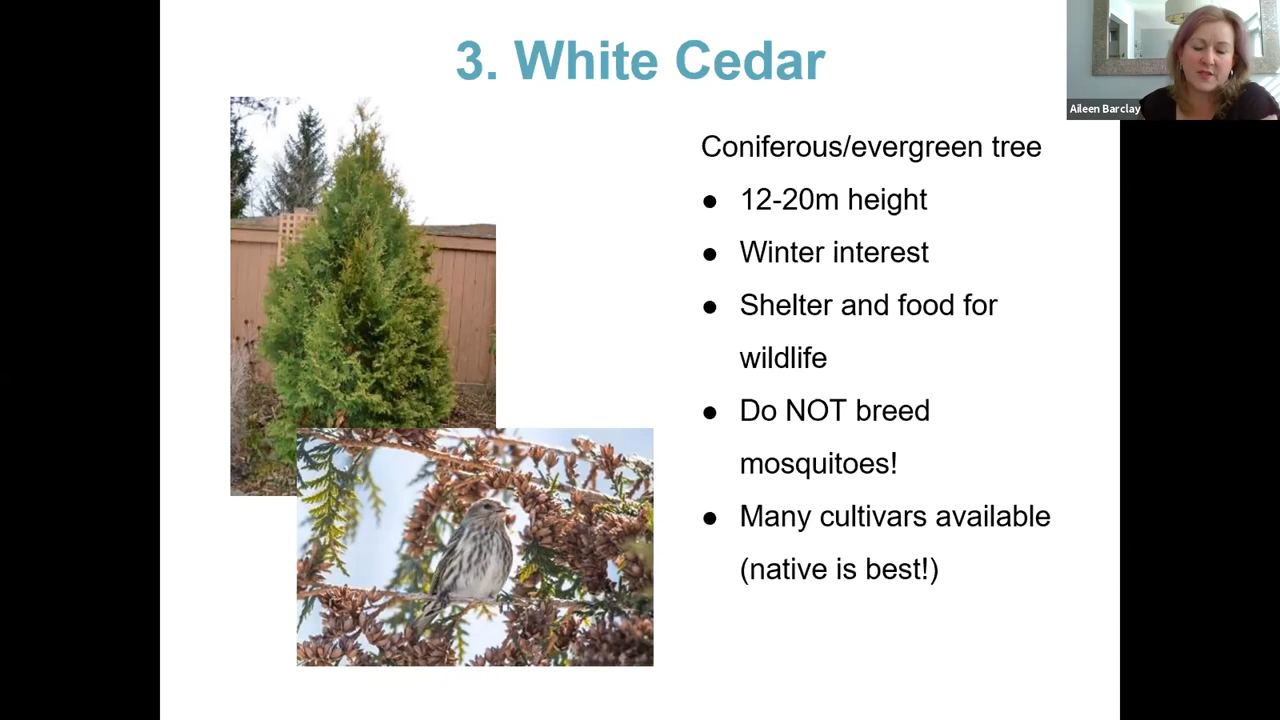 3. White Cedar
Aileen Barclay
Coniferous/evergreen tree
● 12-20m height
● Winter interest
● Shelter and food for
wildlife
● Do NOT breed
mosquitoes!
● Many cultivars available
(native is best!)